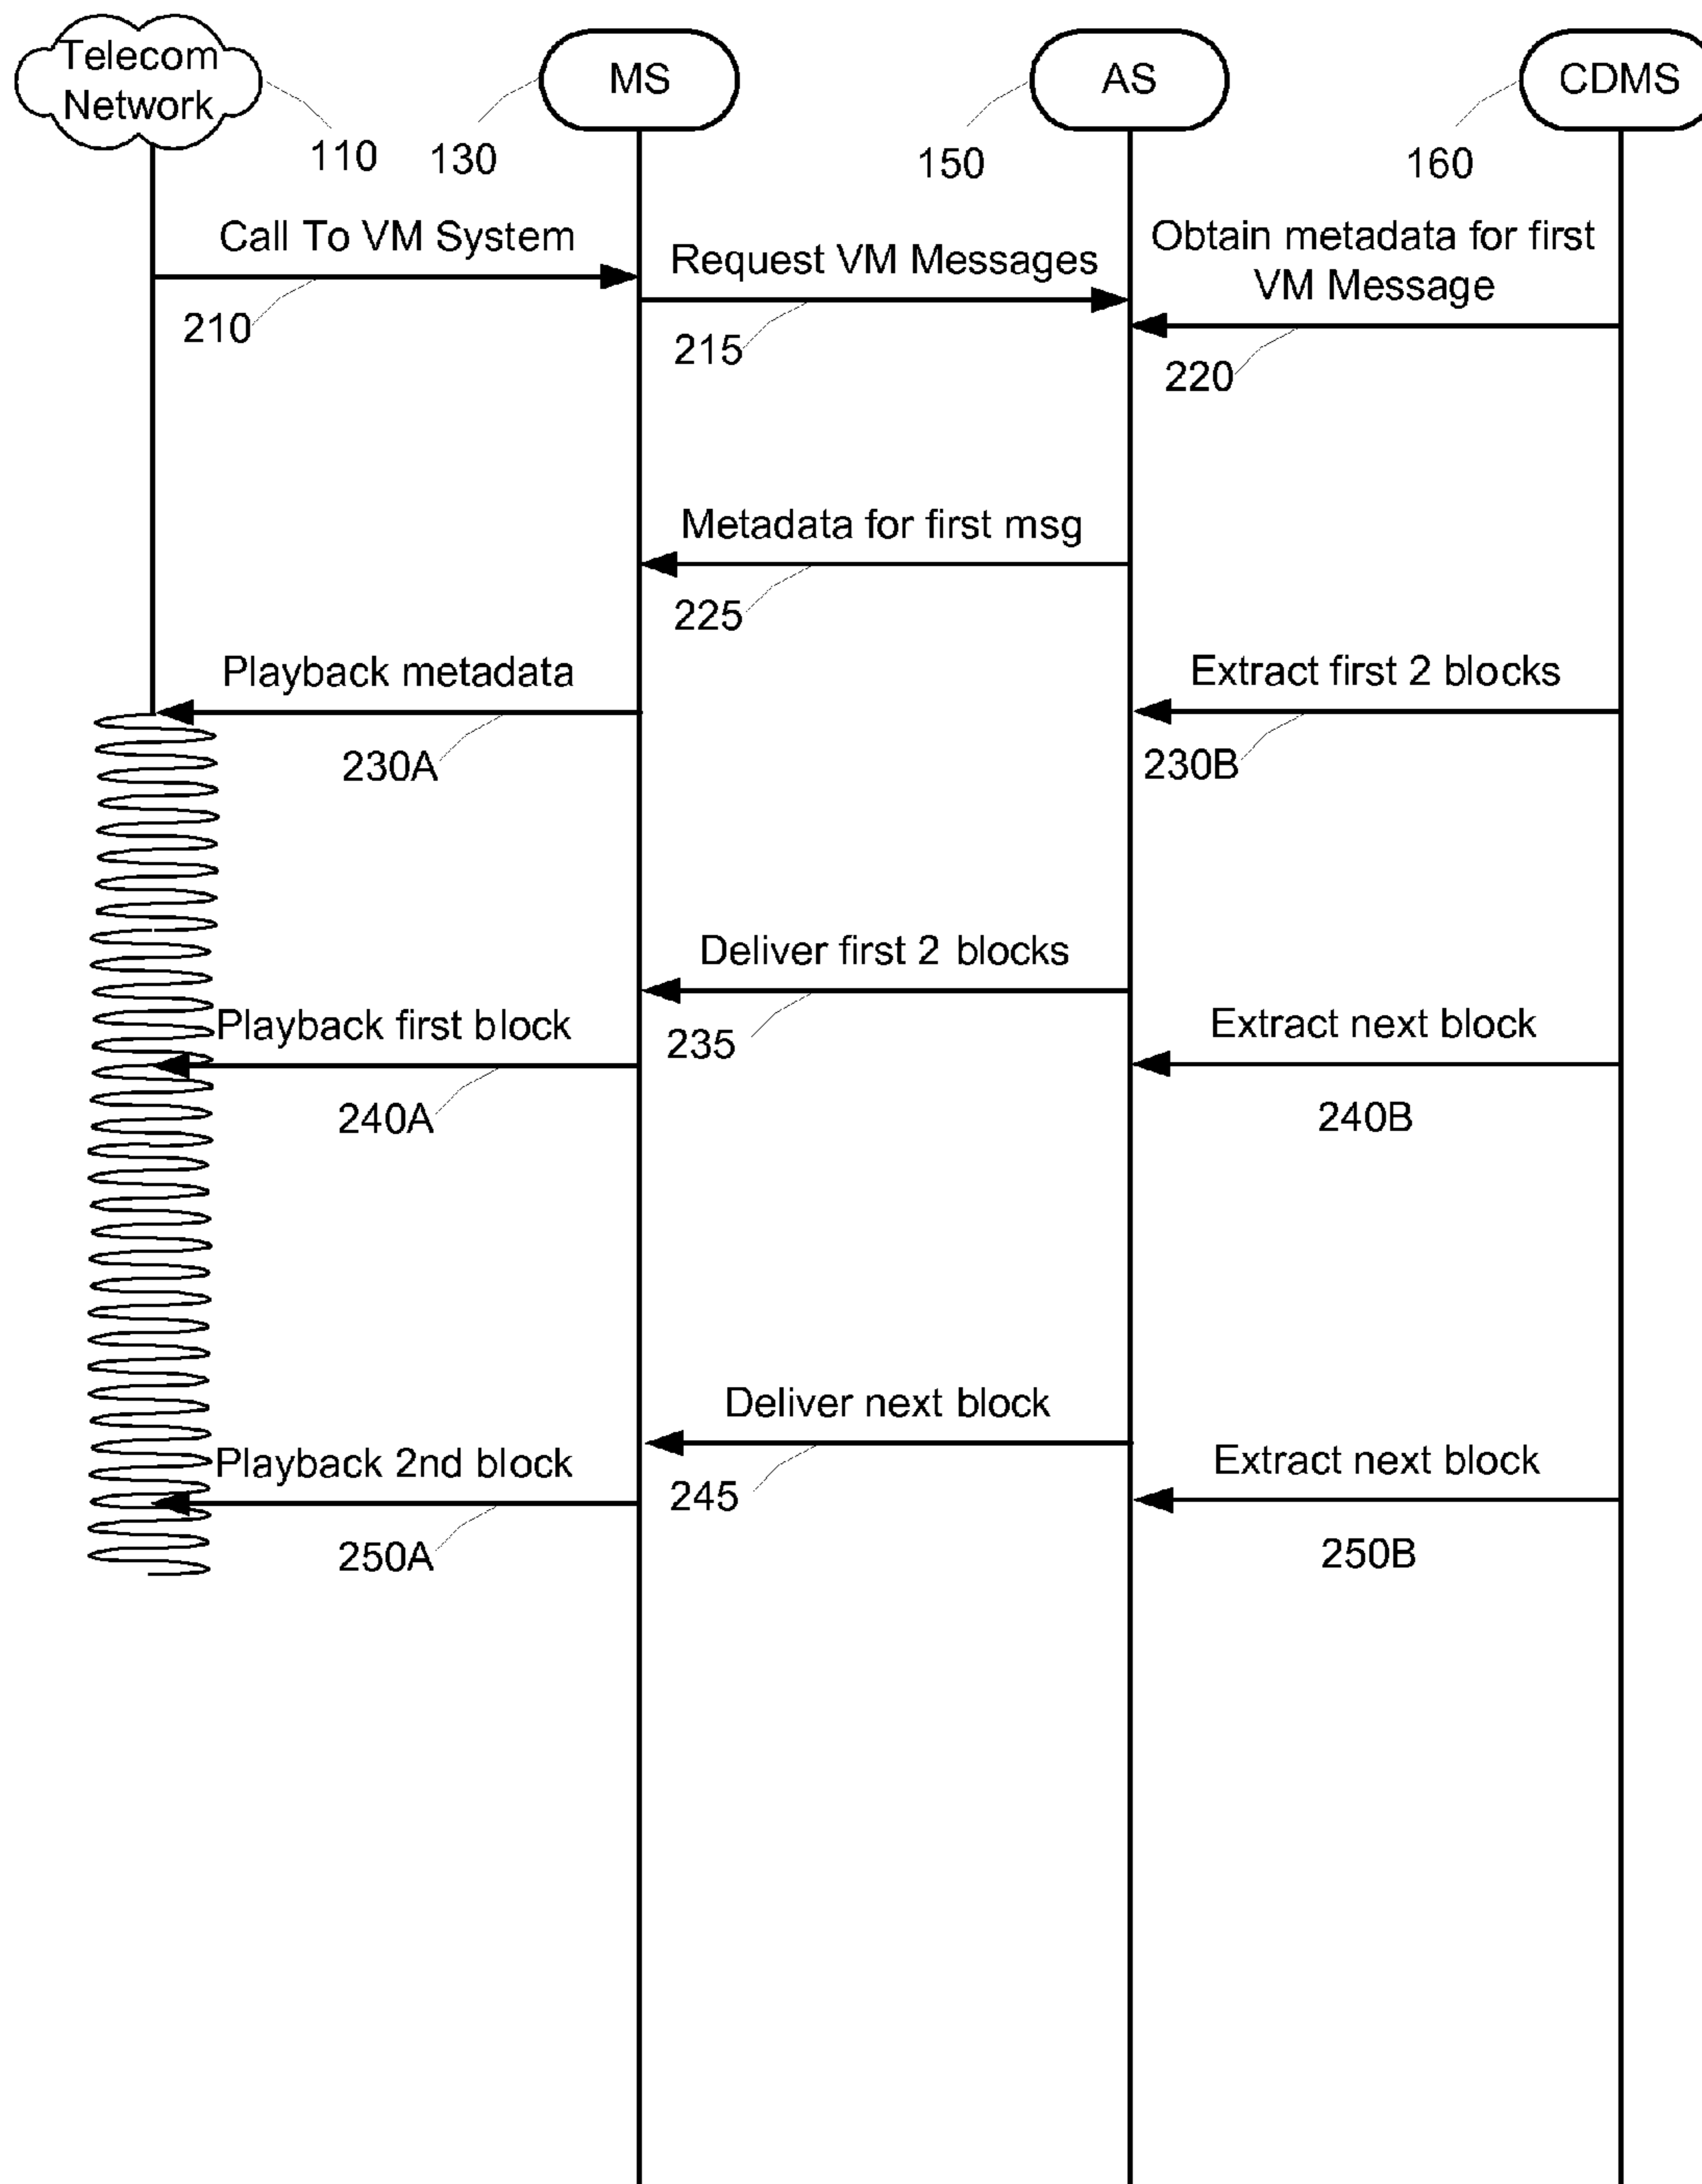 Telecom
Network
MS
AS
CDMS
110
130
150
160
Call To VM System
Request VM Messages
Obtain metadata for first
VM Message
210
215
220
Metadata for first msg
225
Playback metadata
Extract first 2 blocks
230A
230B
Deliver first 2 blocks
235
Playback first block
Extract next block
240A
240B
Deliver next block
245
Playback 2nd block
Extract next block
250A
250B